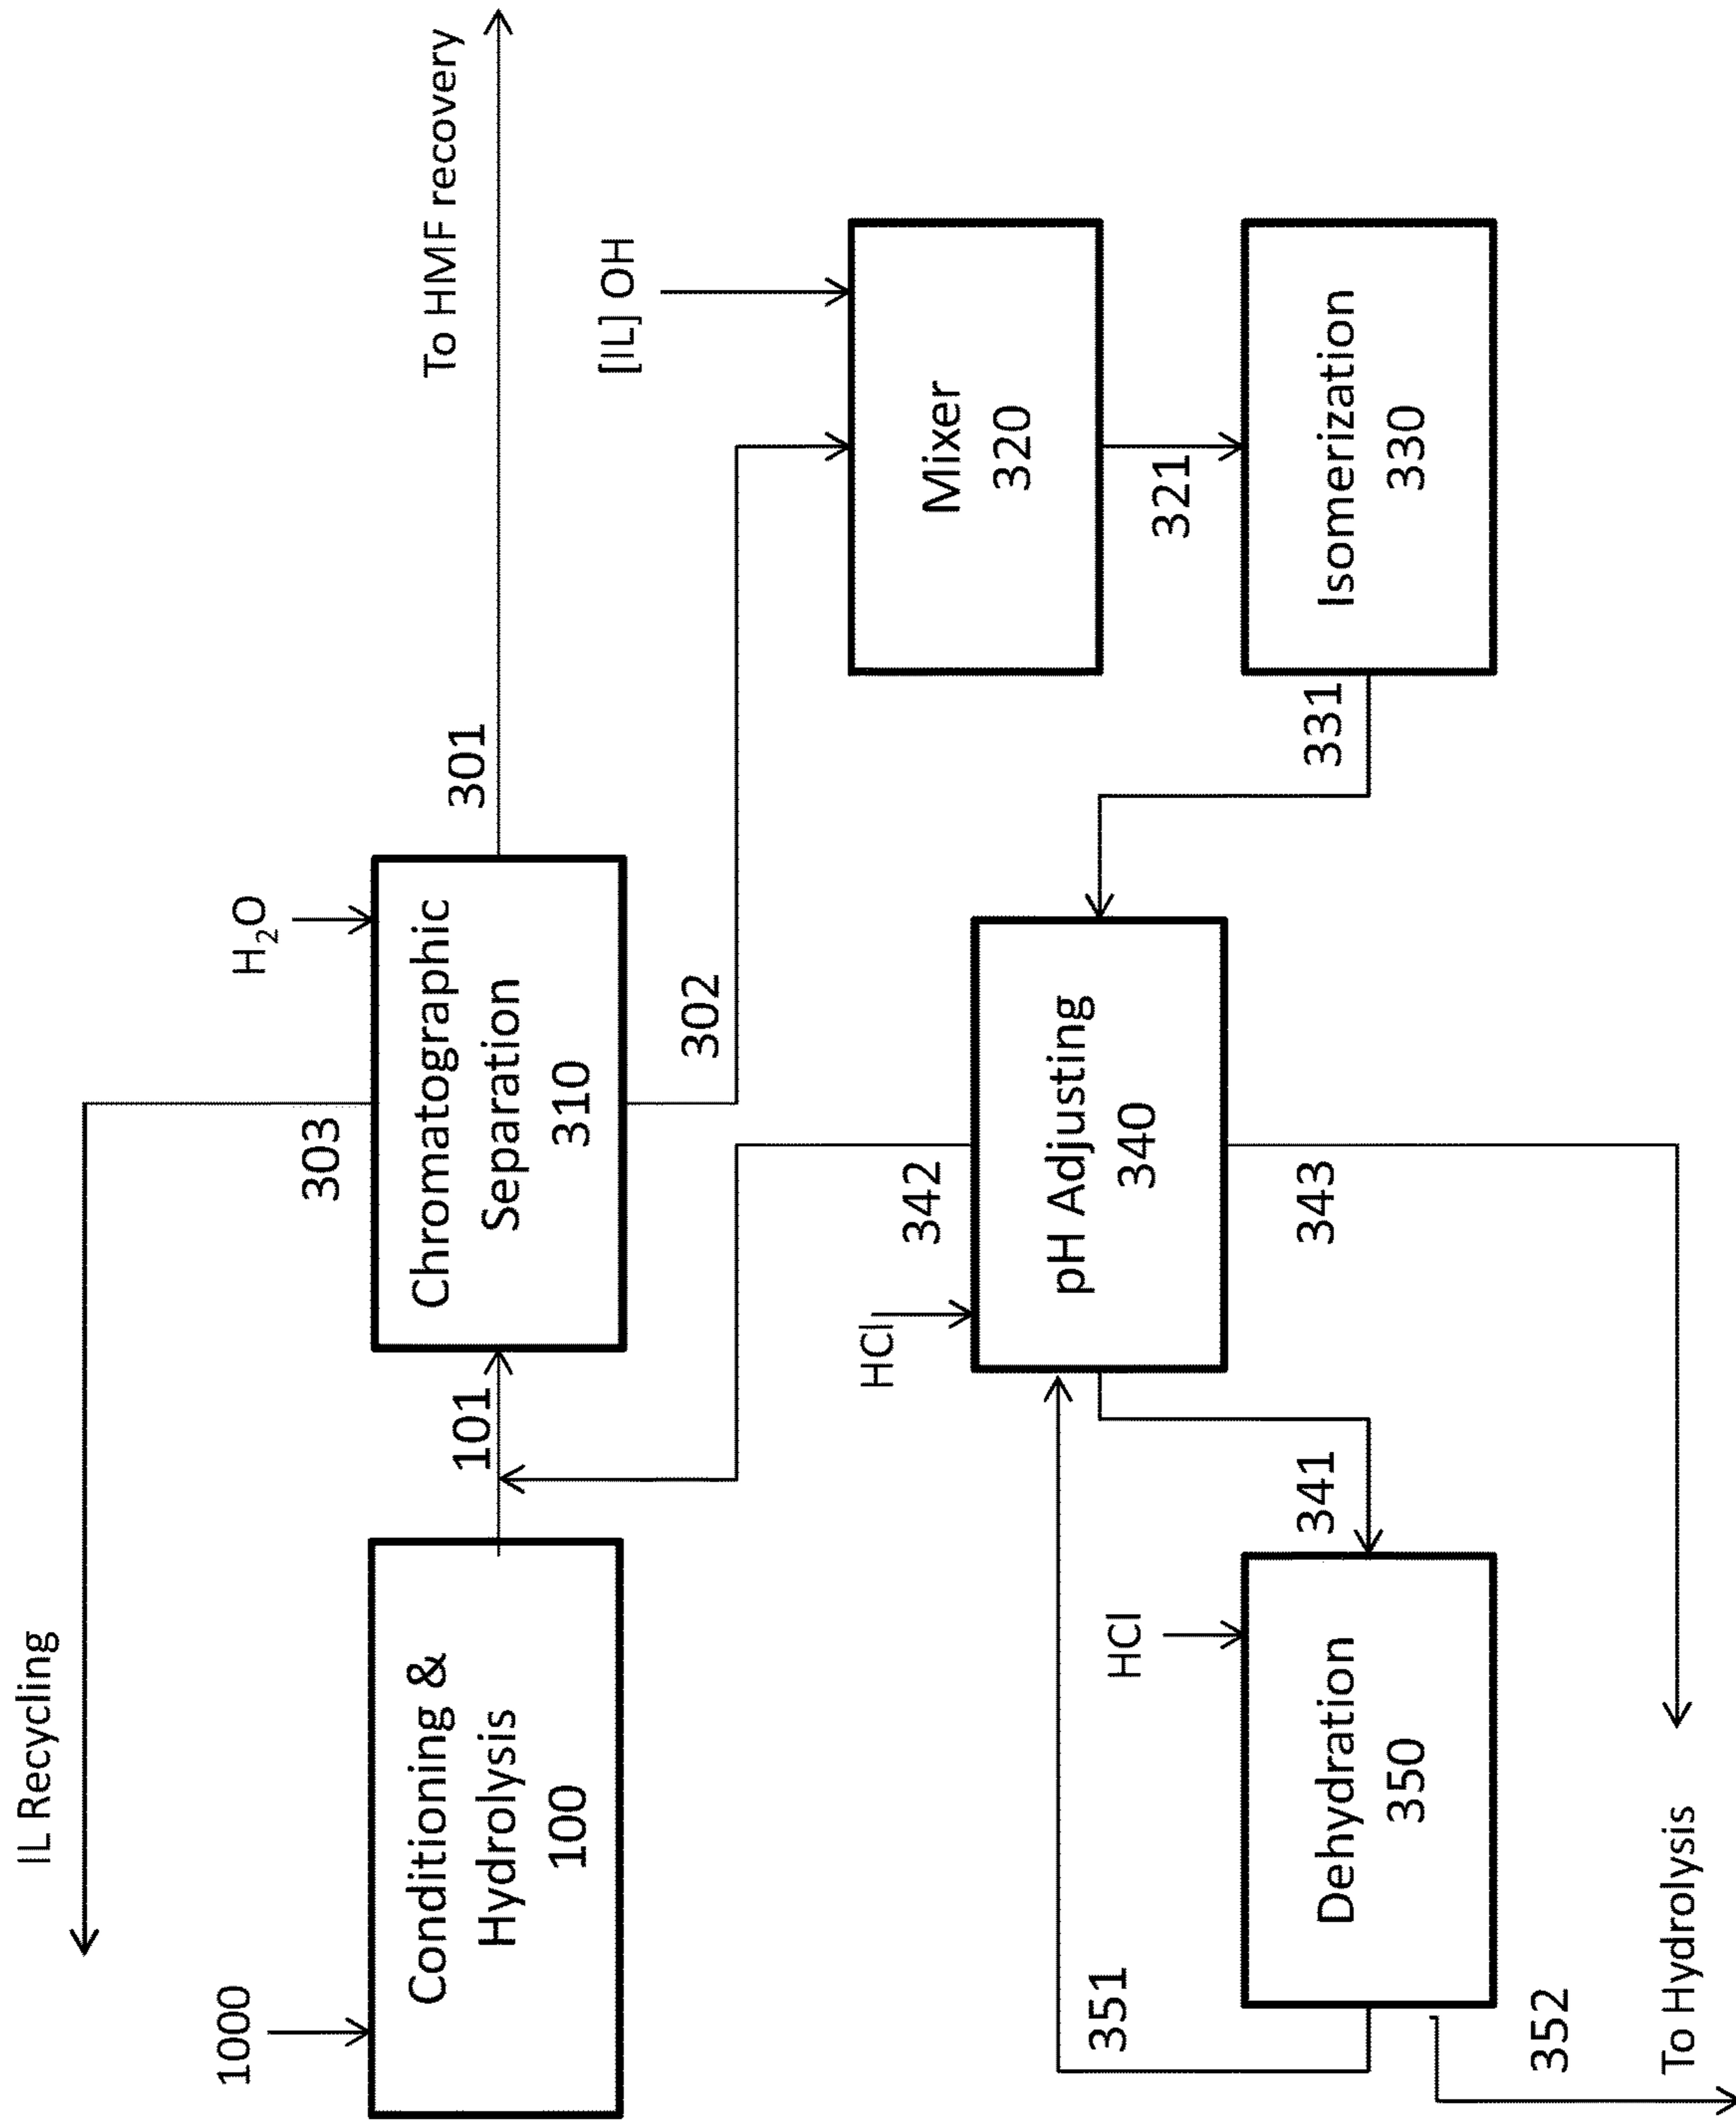 IL Recycling
1000
H₂O
303
To HMF recovery
Conditioning &
Hydrolysis
100
101
Chromatographic
Separation
310
301
[IL] OH
302
HCl
342
Mixer
320
pH Adjusting
340
351
HCl
321
341
343
331
Dehydration
350
Isomerization
330
352
To Hydrolysis